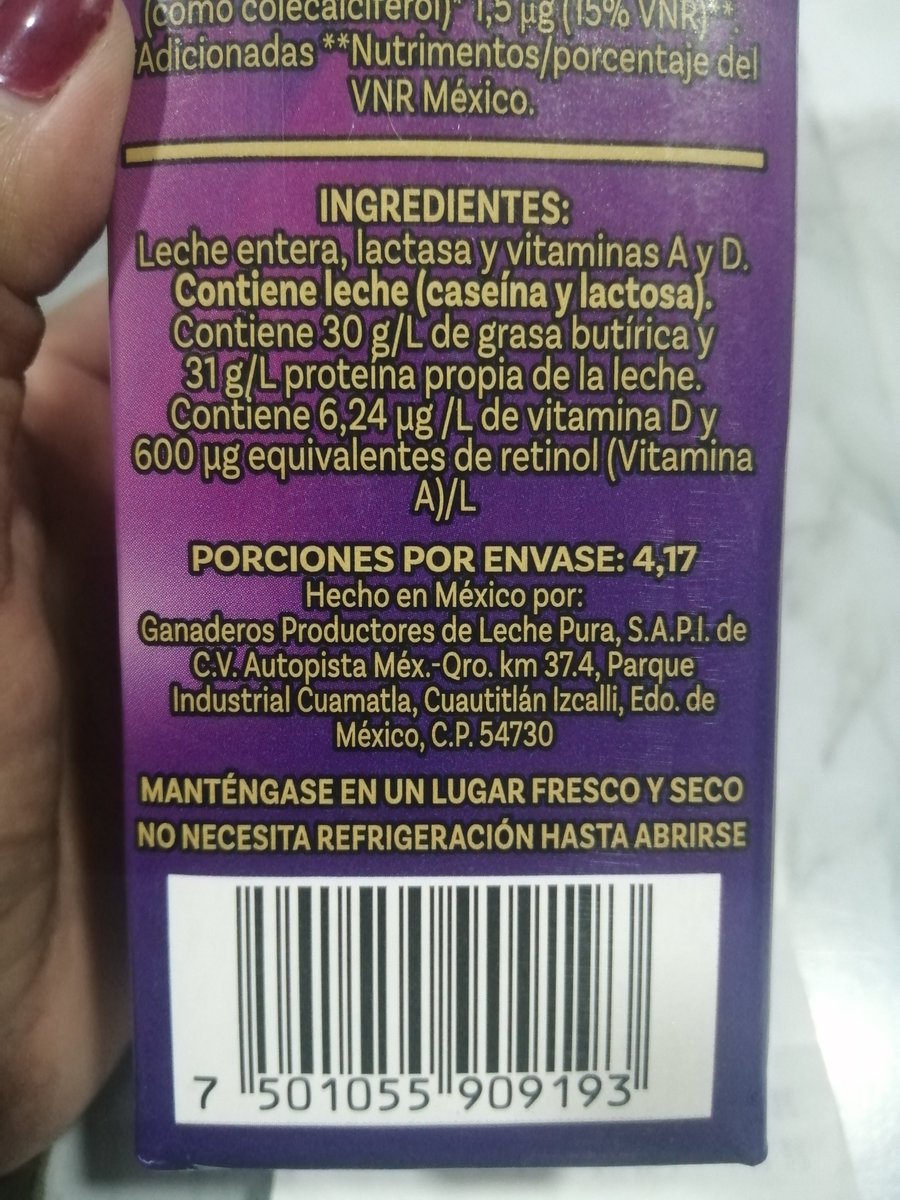 (como colecalciferol)* 1,5 µg (15% VNR)**.
*Adicionadas **Nutrimentos/porcentaje del
VNR México.
INGREDIENTES:
Leche entera, lactasa y vitaminas A y D.
Contiene leche (caseína y lactosa).
Contiene 30 g/L de grasa butírica y
31 g/L proteína propia de la leche.
Contiene 6,24 µg /L de vitamina D y
600 µg equivalentes de retinol (Vitamina
A)/L
PORCIONES POR ENVASE: 4,17
Hecho en México por:
Ganaderos Productores de Leche Pura, S.A.P.I. de
C.V. Autopista Méx.-Qro. km 37.4, Parque
Industrial Cuamatla, Cuautitlán Izcalli, Edo. de
México, C.P. 54730
MANTÉNGASE EN UN LUGAR FRESCO Y SECO
NO NECESITA REFRIGERACIÓN HASTA ABRIRSE
7 501055 909193